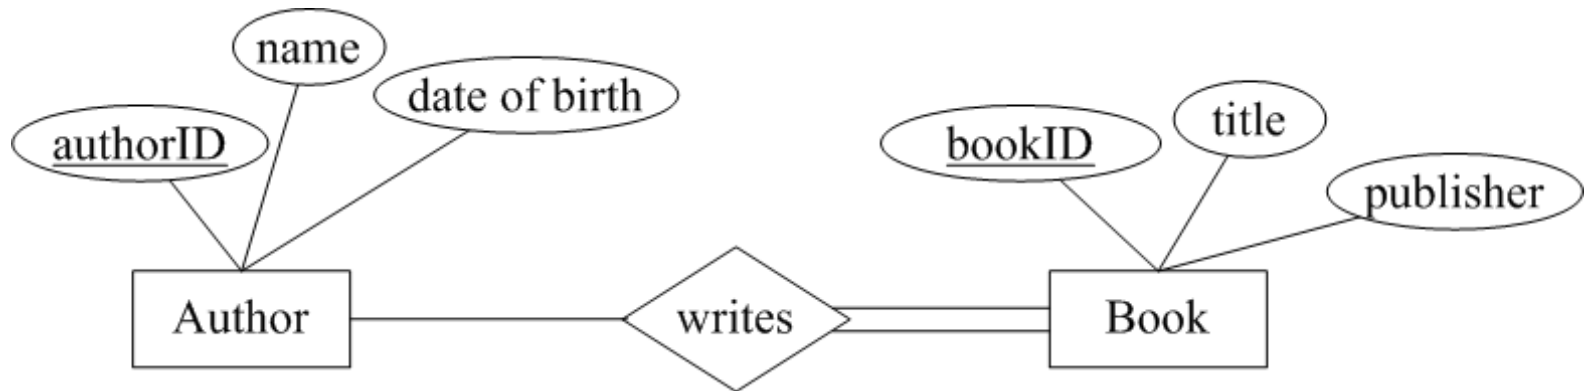 name
date of birth
authorID
title
bookID
publisher
Author
writes
Book